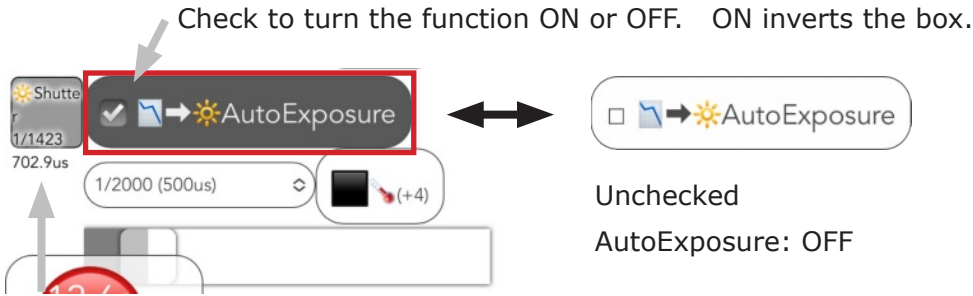 Check to turn the function ON or OFF. ON inverts the box.
Shutte
r
1/1423
702.9us
AutoExposure
AutoExposure
1/2000 (500us)
(+4)
Unchecked
AutoExposure: OFF